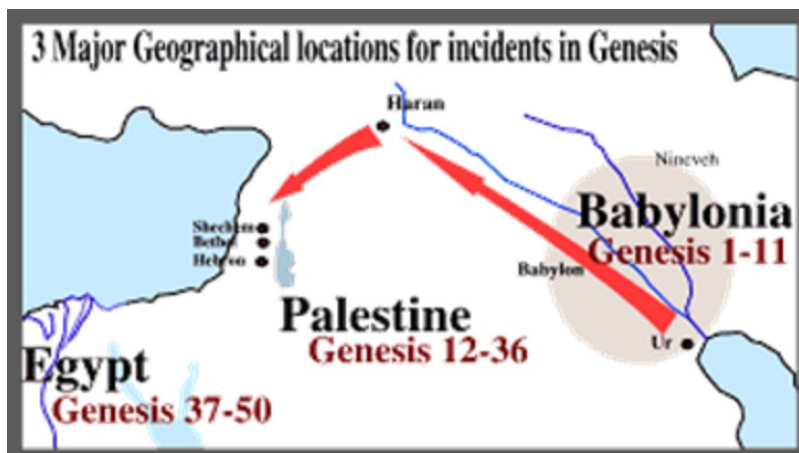 3 Major Geographical locations for incidents in Genesis
Haran
Nineveh
Babylonia
Genesis 1-11
Shechem
Bethel
Hebron
Babylon
Palestine
Genesis 12-36
Ur
Egypt
Genesis 37-50